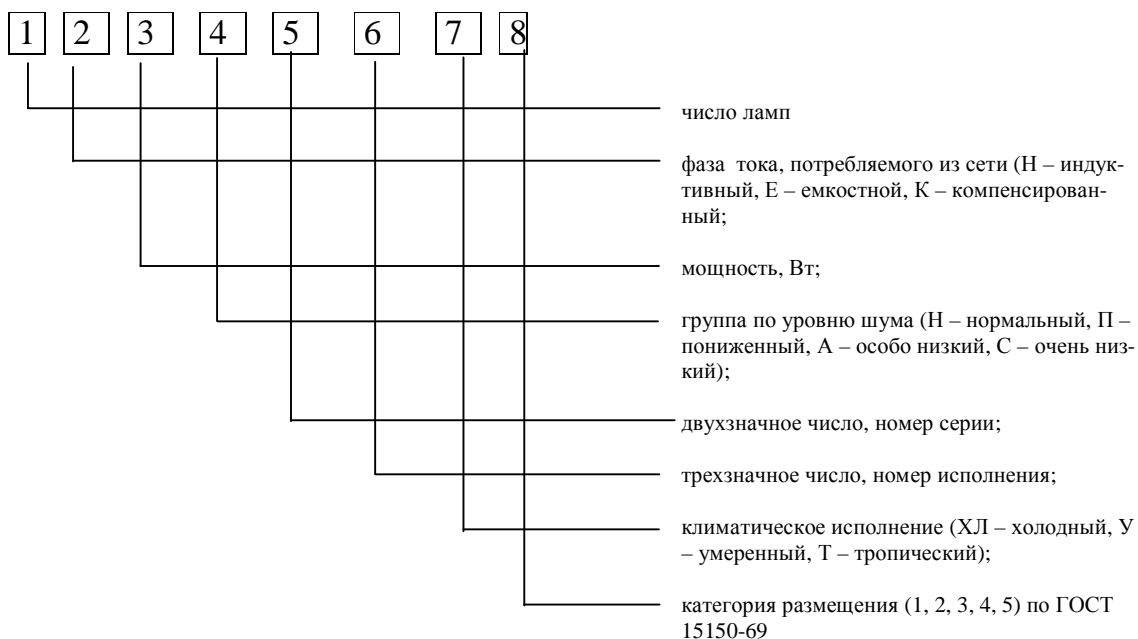 1 2 3 4 5 6 7 8
число ламп
фаза тока, потребляемого из сети (Н – индук-
тивный, Е – емкостной, К – компенсирован-
ный;
мощность, Вт;
группа по уровню шума (Н – нормальный, П –
пониженный, А – особо низкий, С – очень низ-
кий);
двухзначное число, номер серии;
трехзначное число, номер исполнения;
климатическое исполнение (ХЛ – холодный, У
– умеренный, Т – тропический);
категория размещения (1, 2, 3, 4, 5) по ГОСТ
15150-69